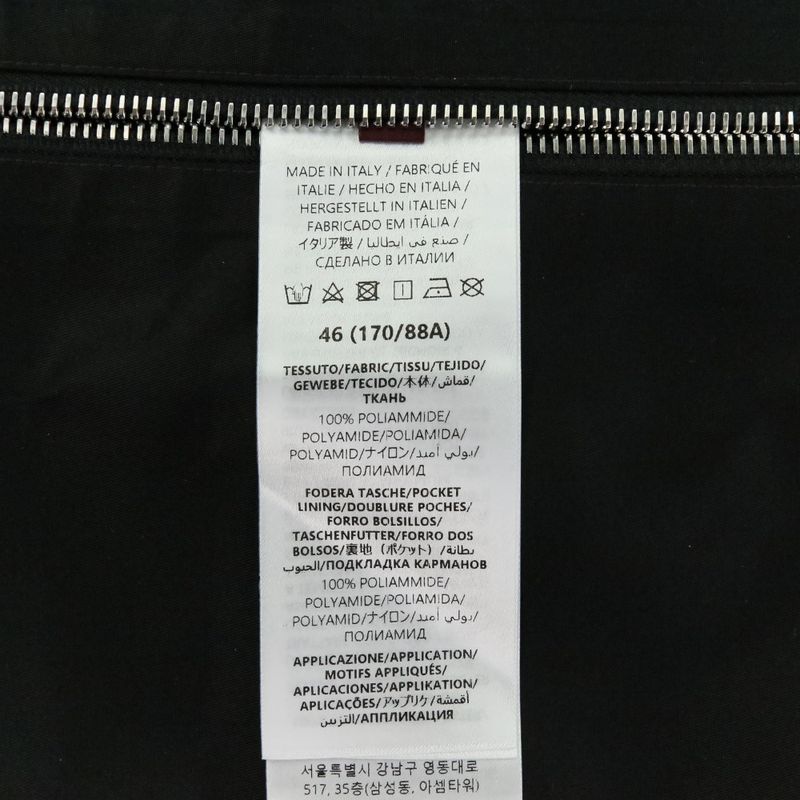 MADE IN ITALY / FABRIQUÉ EN
ITALIE / HECHO EN ITALIA /
HERGESTELLT IN ITALIEN /
FABRICADO EM ITÁLIA /
イタリア製 / صنع في ايطاليا /
СДЕЛАНО В ИТАЛИИ
46 (170/88A)
TESSUTO/FABRIC/TISSU/TEJIDO/
GEWEBE/TECIDO/本体/قماش/
ТКАНЬ
100% POLIAMMIDE/
POLYAMIDE/POLIAMIDA/
POLYAMID/ナイロン/بولي أميد/
ПОЛИАМИД
FODERA TASCHE/POCKET
LINING/DOUBLURE POCHES/
FORRO BOLSILLOS/
TASCHENFUTTER/FORRO DOS
BOLSOS/裏地（ポケット）/بطانة
الجيوب/ПОДКЛАДКА КАРМАНОВ
100% POLIAMMIDE/
POLYAMIDE/POLIAMIDA/
POLYAMID/ナイロン/بولي أميد/
ПОЛИАМИД
APPLICAZIONE/APPLICATION/
MOTIFS APPLIQUÉS/
APLICACIONES/APPLIKATION/
APLICAÇÕES/アップリケ/أقمشة
التزيين/АППЛИКАЦИЯ
서울특별시 강남구 영동대로
517, 35층(삼성동, 아셈타워)